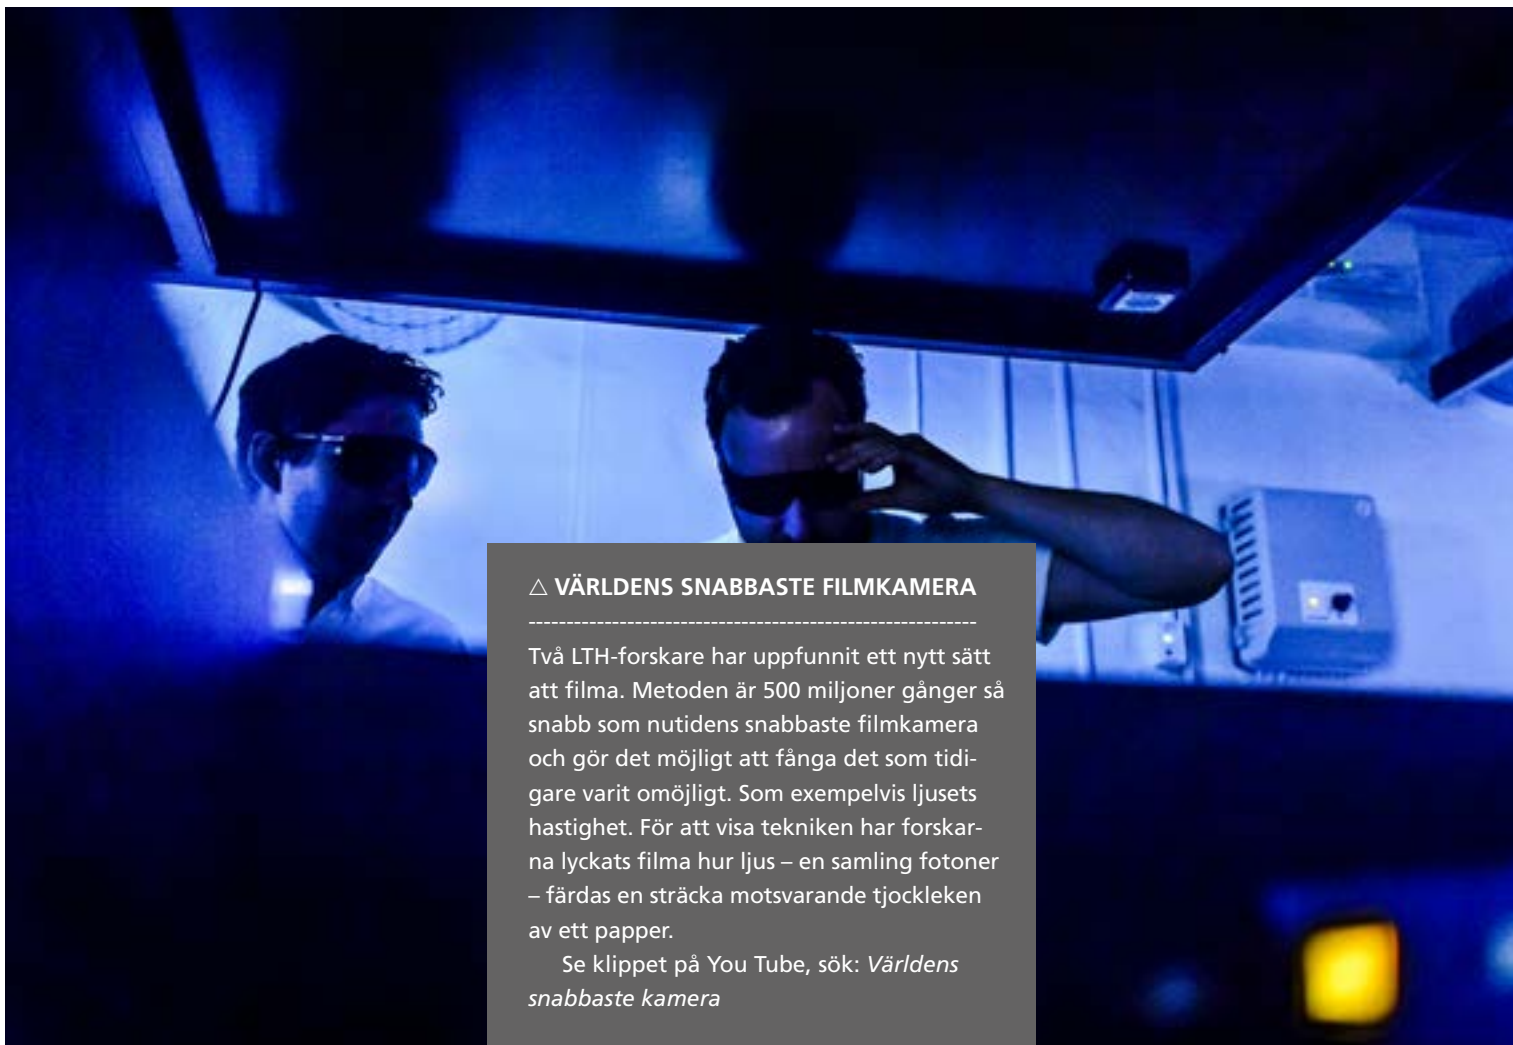 △ VÄRLDENS SNABBASTE FILMKAMERA
-----------------------------------------------------------
Två LTH-forskare har uppfunnit ett nytt sätt
att filma. Metoden är 500 miljoner gånger så
snabb som nutidens snabbaste filmkamera
och gör det möjligt att fånga det som tidi-
gare varit omöjligt. Som exempelvis ljusets
hastighet. För att visa tekniken har forskar-
na lyckats filma hur ljus – en samling fotoner
– färdas en sträcka motsvarande tjockleken
av ett papper.
Se klippet på You Tube, sök: Världens
snabbaste kamera